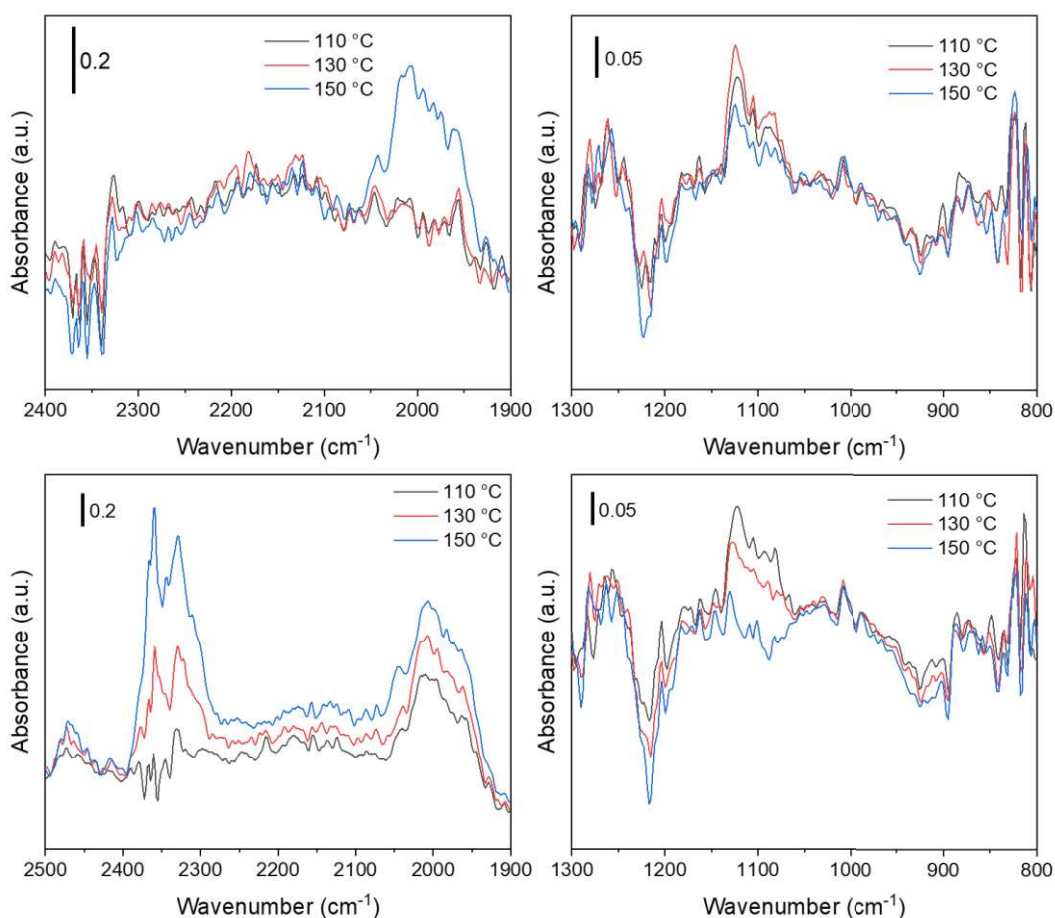 0.2
110 °C
130 °C
150 °C
Absorbance (a.u.)
2400 2300 2200 2100 2000 1900
Wavenumber (cm-1)
0.05
110 °C
130 °C
150 °C
Absorbance (a.u.)
1300 1200 1100 1000 900 800
Wavenumber (cm-1)
0.2
110 °C
130 °C
150 °C
Absorbance (a.u.)
2500 2400 2300 2200 2100 2000 1900
Wavenumber (cm-1)
0.05
110 °C
130 °C
150 °C
Absorbance (a.u.)
1300 1200 1100 1000 900 800
Wavenumber (cm-1)